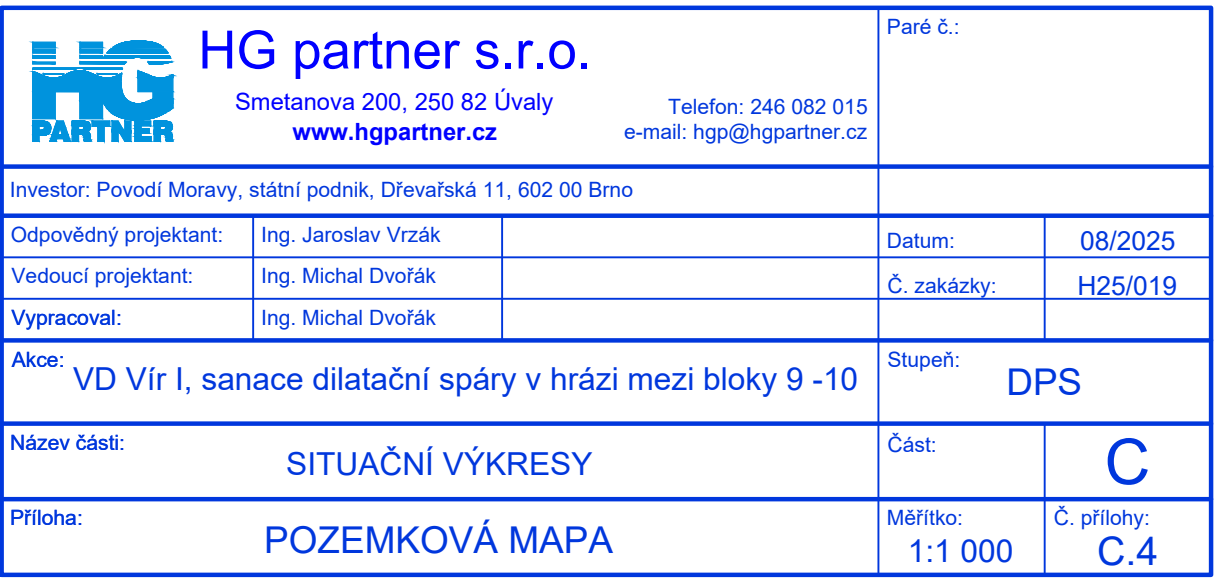 HG
PARTNER
HG partner s.r.o.
Smetanova 200, 250 82 Úvaly
www.hgpartner.cz
Telefon: 246 082 015
e-mail: hgp@hgpartner.cz
Paré č.:
Investor: Povodí Moravy, státní podnik, Dřevařská 11, 602 00 Brno
Odpovědný projektant: Ing. Jaroslav Vrzák
Datum: 08/2025
Vedoucí projektant: Ing. Michal Dvořák
Č. zakázky: H25/019
Vypracoval: Ing. Michal Dvořák
Akce: VD Vír I, sanace dilatační spáry v hrázi mezi bloky 9 -10
Stupeň: DPS
Název části: SITUAČNÍ VÝKRESY
Část: C
Příloha: POZEMKOVÁ MAPA
Měřítko: 1:1 000
Č. přílohy: C.4